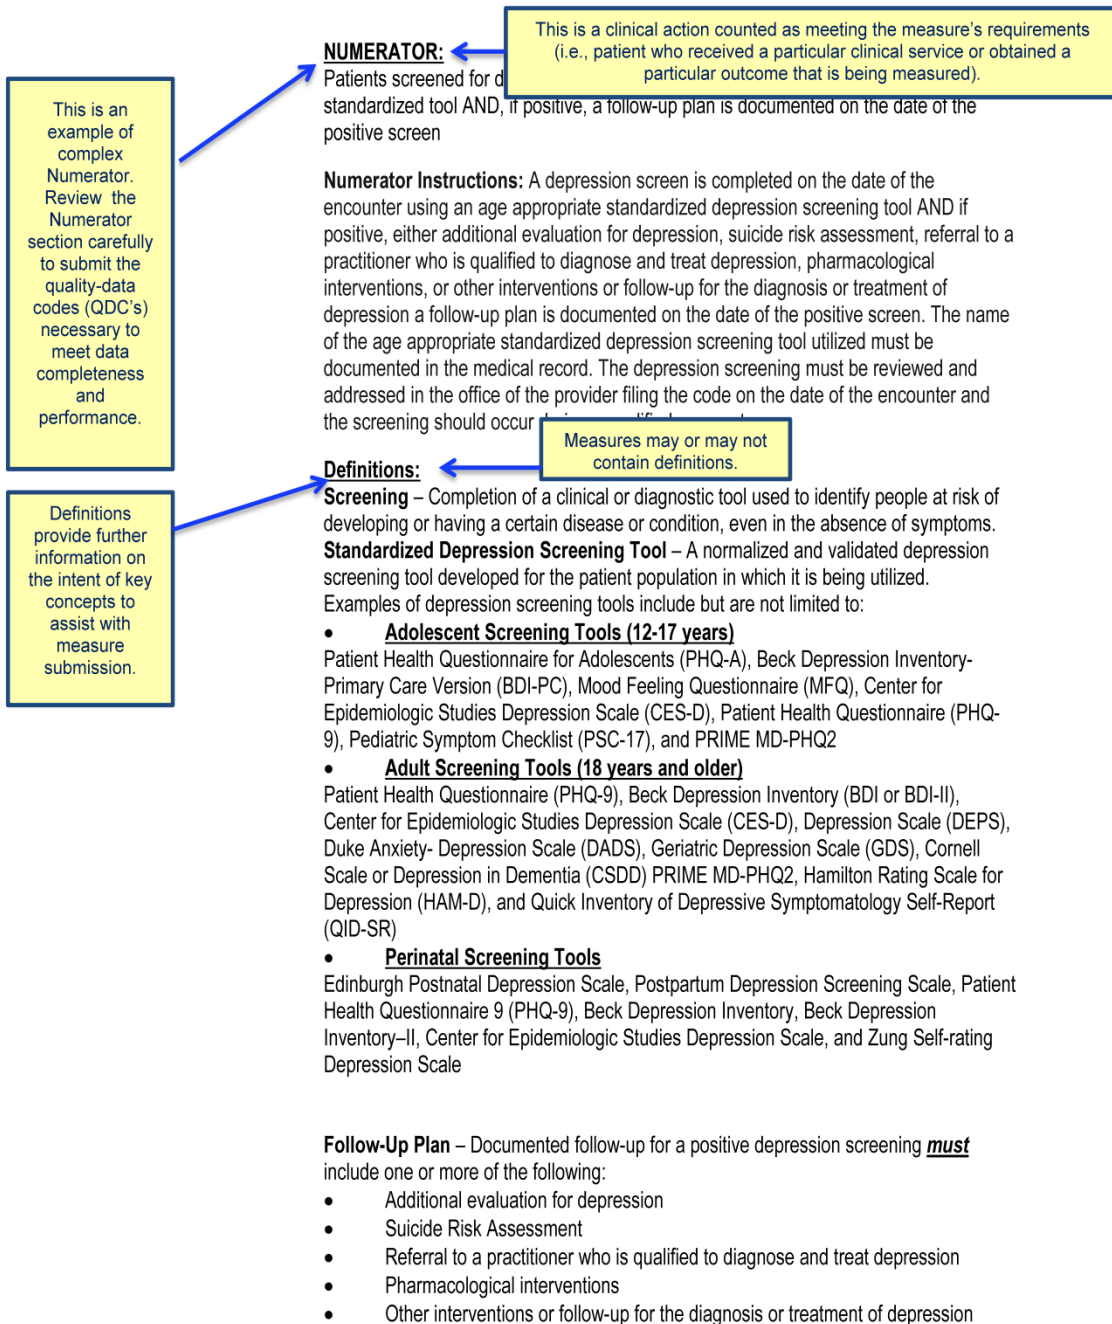 This is a clinical action counted as meeting the measure's requirements
(i.e., patient who received a particular clinical service or obtained a
particular outcome that is being measured).
NUMERATOR:
Patients screened for d
standardized tool AND, if positive, a follow-up plan is documented on the date of the
positive screen
This is an
example of
complex
Numerator.
Review the
Numerator
section carefully
to submit the
quality-data
codes (QDC's)
necessary to
meet data
completeness
and
performance.
Numerator Instructions: A depression screen is completed on the date of the
encounter using an age appropriate standardized depression screening tool AND if
positive, either additional evaluation for depression, suicide risk assessment, referral to a
practitioner who is qualified to diagnose and treat depression, pharmacological
interventions, or other interventions or follow-up for the diagnosis or treatment of
depression a follow-up plan is documented on the date of the positive screen. The name
of the age appropriate standardized depression screening tool utilized must be
documented in the medical record. The depression screening must be reviewed and
addressed in the office of the provider filing the code on the date of the encounter and
the screening should occur
Measures may or may not
contain definitions.
Definitions:
Definitions
provide further
information on
the intent of key
concepts to
assist with
measure
submission.
Screening – Completion of a clinical or diagnostic tool used to identify people at risk of
developing or having a certain disease or condition, even in the absence of symptoms.
Standardized Depression Screening Tool – A normalized and validated depression
screening tool developed for the patient population in which it is being utilized.
Examples of depression screening tools include but are not limited to:
• Adolescent Screening Tools (12-17 years)
Patient Health Questionnaire for Adolescents (PHQ-A), Beck Depression Inventory-
Primary Care Version (BDI-PC), Mood Feeling Questionnaire (MFQ), Center for
Epidemiologic Studies Depression Scale (CES-D), Patient Health Questionnaire (PHQ-
9), Pediatric Symptom Checklist (PSC-17), and PRIME MD-PHQ2
• Adult Screening Tools (18 years and older)
Patient Health Questionnaire (PHQ-9), Beck Depression Inventory (BDI or BDI-II),
Center for Epidemiologic Studies Depression Scale (CES-D), Depression Scale (DEPS),
Duke Anxiety- Depression Scale (DADS), Geriatric Depression Scale (GDS), Cornell
Scale or Depression in Dementia (CSDD) PRIME MD-PHQ2, Hamilton Rating Scale for
Depression (HAM-D), and Quick Inventory of Depressive Symptomatology Self-Report
(QID-SR)
• Perinatal Screening Tools
Edinburgh Postnatal Depression Scale, Postpartum Depression Screening Scale, Patient
Health Questionnaire 9 (PHQ-9), Beck Depression Inventory, Beck Depression
Inventory–II, Center for Epidemiologic Studies Depression Scale, and Zung Self-rating
Depression Scale
Follow-Up Plan – Documented follow-up for a positive depression screening must
include one or more of the following:
• Additional evaluation for depression
• Suicide Risk Assessment
• Referral to a practitioner who is qualified to diagnose and treat depression
• Pharmacological interventions
• Other interventions or follow-up for the diagnosis or treatment of depression